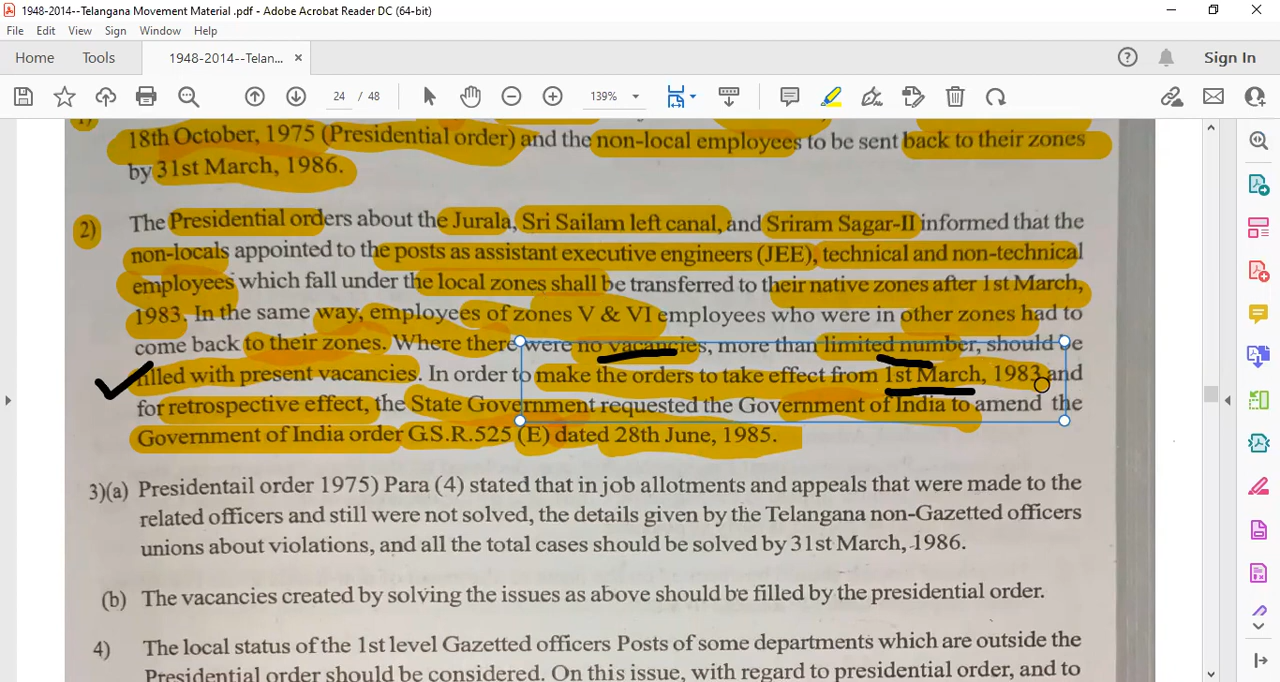 1948-2014--Telangana Movement Material .pdf - Adobe Acrobat Reader DC (64-bit)
File Edit View Sign Window Help
Home Tools 1948-2014--Telan... ×
Sign In
24 / 48 139%
18th October, 1975 (Presidential order) and the non-local employees to be sent back to their zones
by 31st March, 1986.
2) The Presidential orders about the Jurala, Sri Sailam left canal, and Sriram Sagar-II informed that the
non-locals appointed to the posts as assistant executive engineers (JEE), technical and non-technical
employees which fall under the local zones shall be transferred to their native zones after 1st March,
1983. In the same way, employees of zones V & VI employees who were in other zones had to
come back to their zones. Where there were no vacancies, more than limited number, should be
filled with present vacancies. In order to make the orders to take effect from 1st March, 1983 and
for retrospective effect, the State Government requested the Government of India to amend the
Government of India order G.S.R.525 (E) dated 28th June, 1985.
3)(a) Presidentail order 1975) Para (4) stated that in job allotments and appeals that were made to the
related officers and still were not solved, the details given by the Telangana non-Gazetted officers
unions about violations, and all the total cases should be solved by 31st March, 1986.
(b) The vacancies created by solving the issues as above should be filled by the presidential order.
4) The local status of the 1st level Gazetted officers Posts of some departments which are outside the
Presidential order should be considered. On this issue, with regard to presidential order, and to